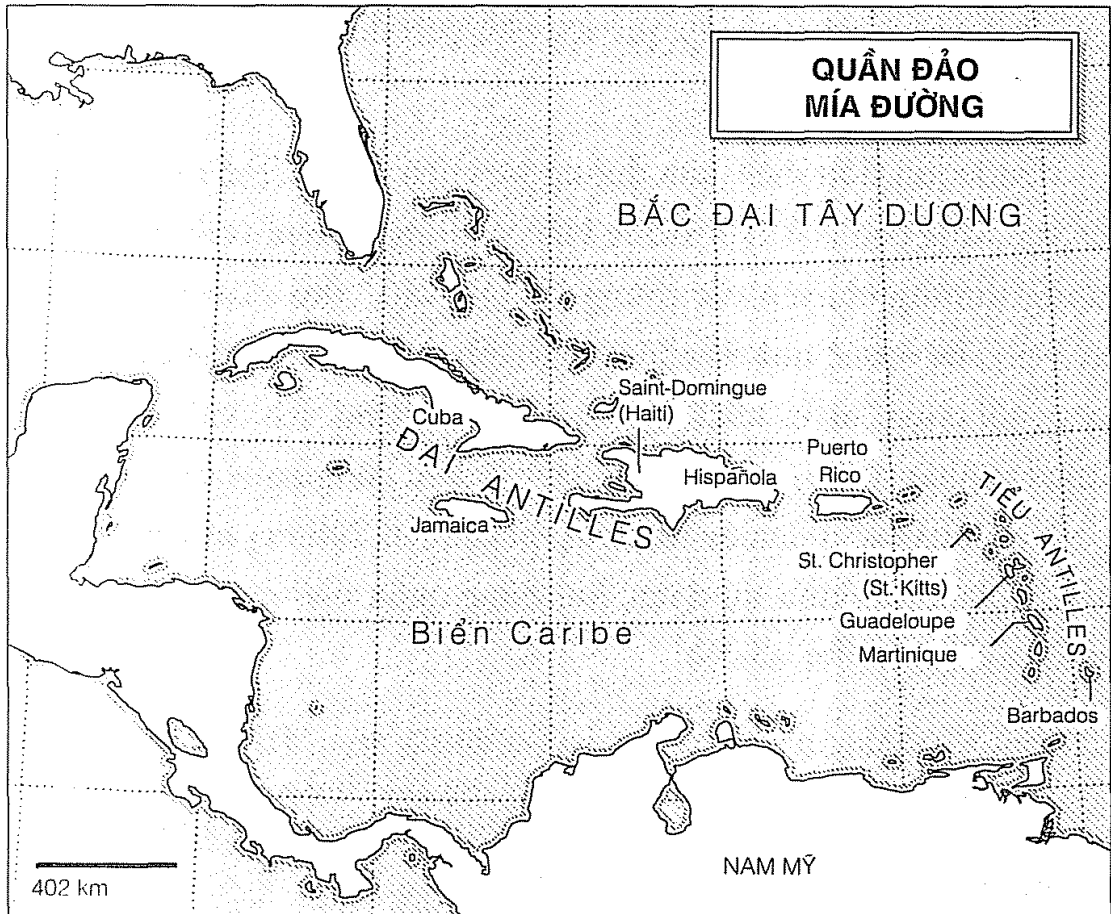 QUẦN ĐẢO
MÍA ĐƯỜNG
BẮC ĐẠI TÂY DƯƠNG
Saint-Domingue
(Haiti)
Cuba
ĐẠI ANTILLES
Hispañola
Puerto
Rico
Jamaica
TIỂU ANTILLES
St. Christopher
(St. Kitts)
Guadeloupe
Martinique
Biển Caribe
Barbados
NAM MỸ
402 km